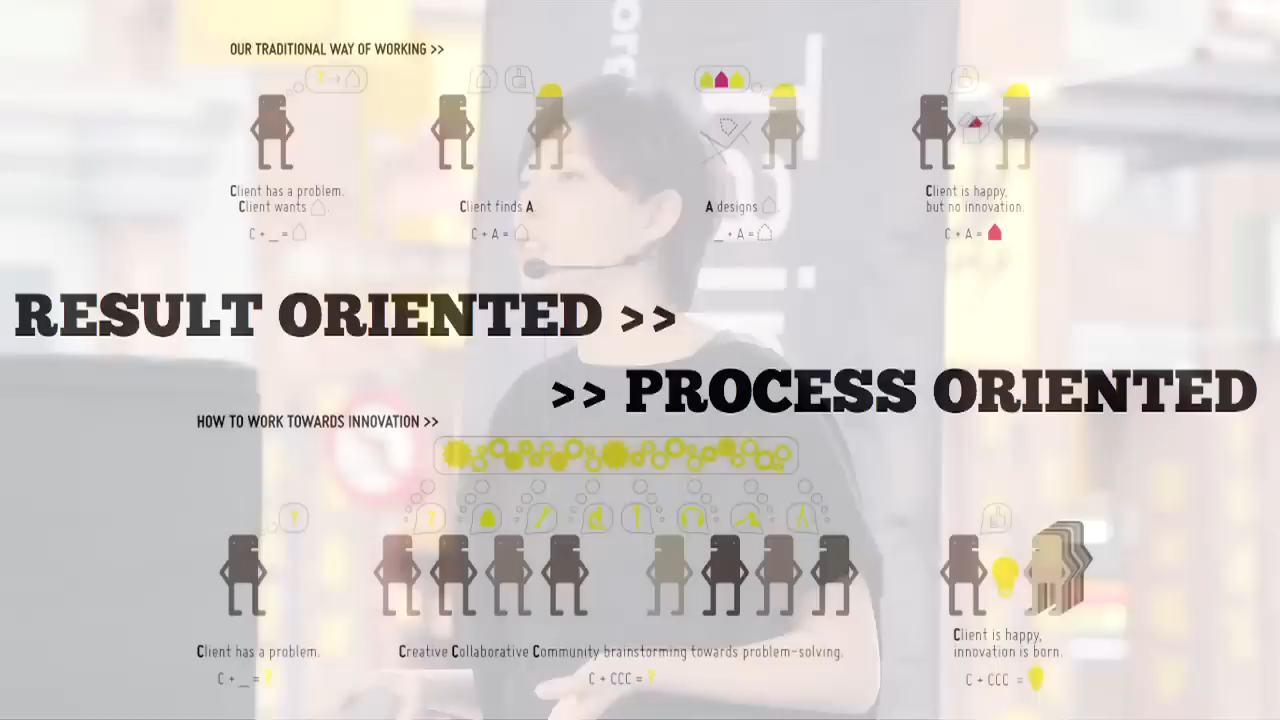 OUR TRADITIONAL WAY OF WORKING >>
Client has a problem.
Client wants
C + _ =
Client finds A.
C + A =
A designs
_ + A =
Client is happy,
but no innovation.
C + A =
RESULT ORIENTED >>
>> PROCESS ORIENTED
HOW TO WORK TOWARDS INNOVATION >>
?
?
Client has a problem.
C + _ = ?
Creative Collaborative Community brainstorming towards problem-solving.
C + CCC = ?
Client is happy,
innovation is born.
C + CCC =